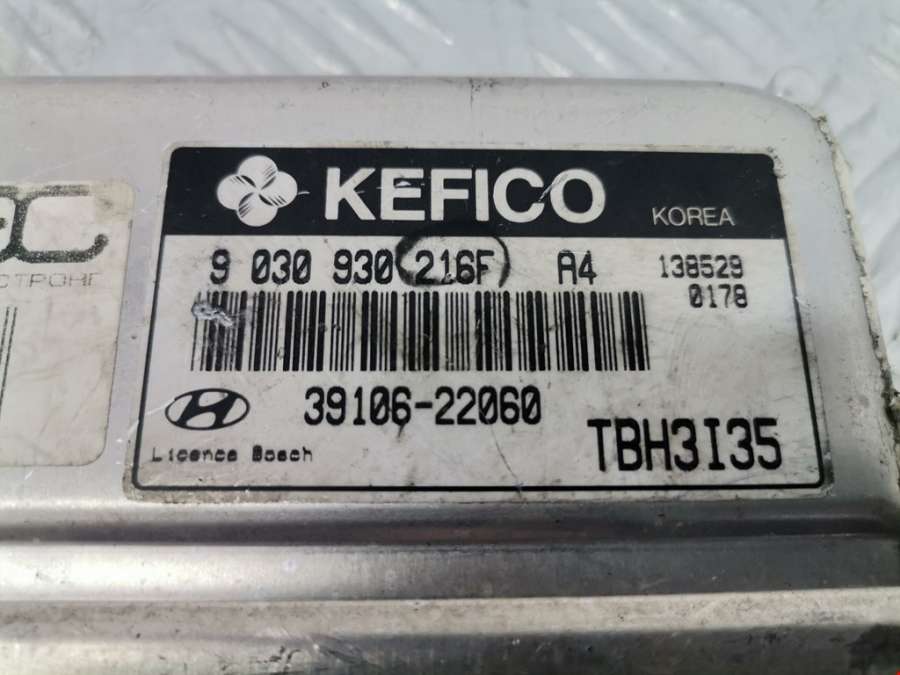 KEFICO
KOREA
9 030 930 216F A4
138529
0178
39106-22060
TBH3I35
Licence Bosch